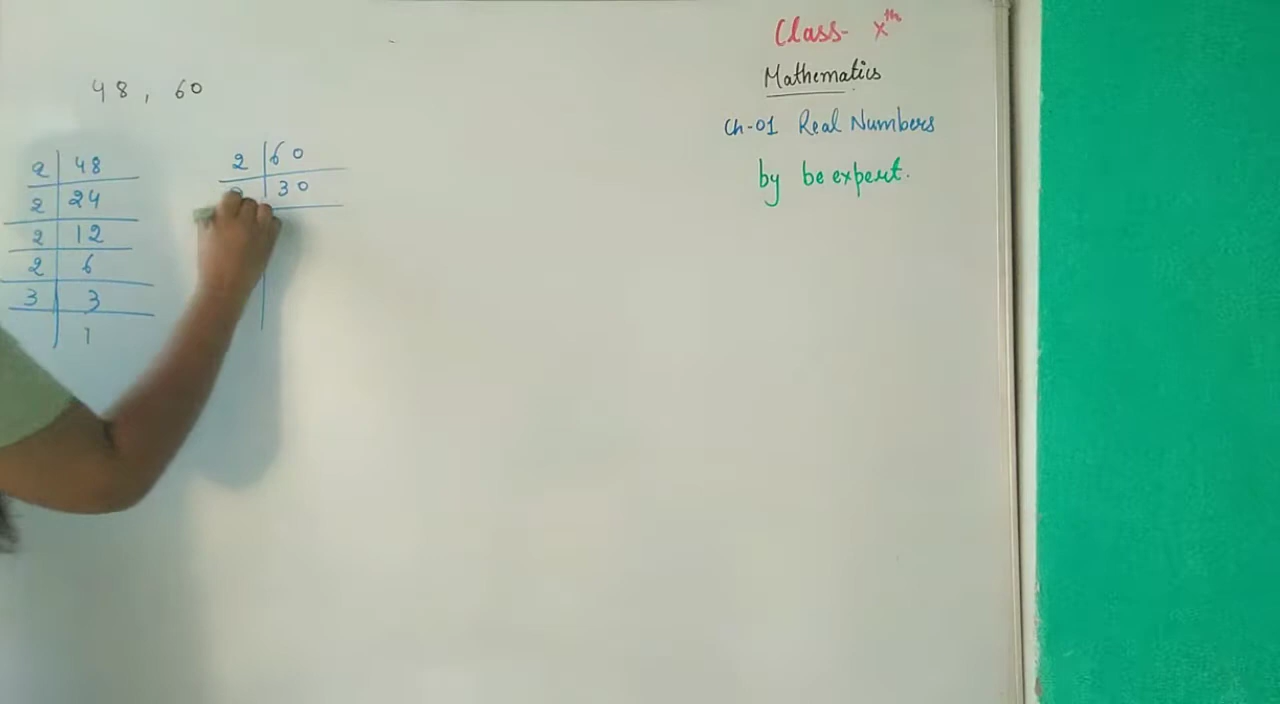 48, 60
2 48
2 24
2 12
2 6
3 3
1
2 60
30
Class- Xth
Mathematics
Ch-01 Real Numbers
by be expert.